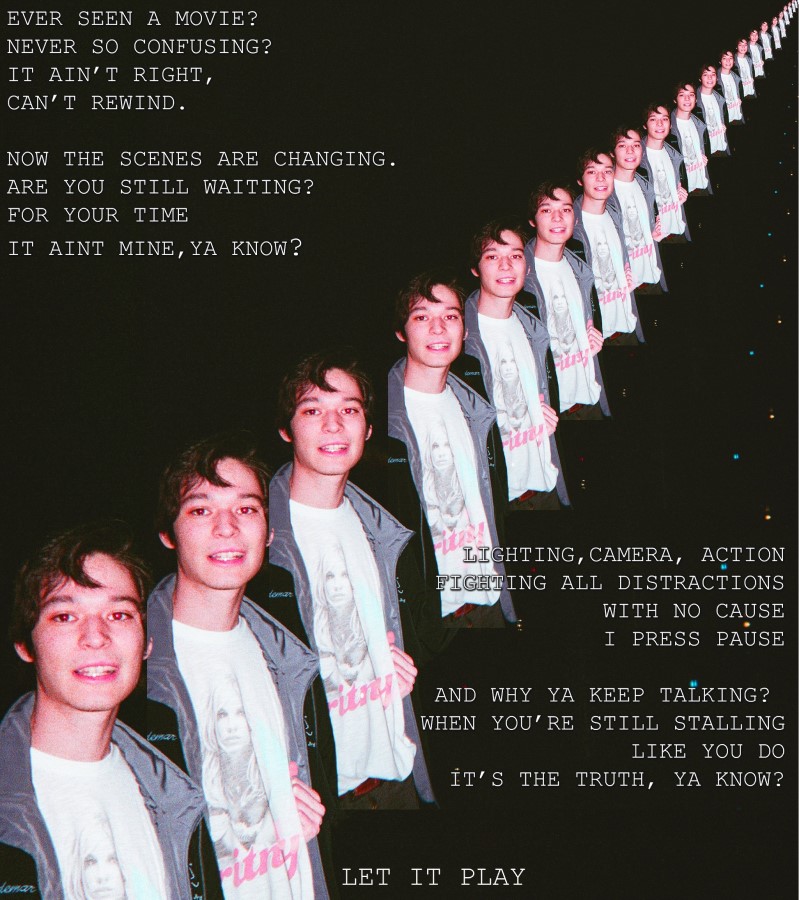 EVER SEEN A MOVIE?
NEVER SO CONFUSING?
IT AIN'T RIGHT,
CAN'T REWIND.
NOW THE SCENES ARE CHANGING.
ARE YOU STILL WAITING?
FOR YOUR TIME
IT AINT MINE,YA KNOW?
LIGHTING,CAMERA, ACTION
FIGHTING ALL DISTRACTIONS
WITH NO CAUSE
I PRESS PAUSE
AND WHY YA KEEP TALKING?
WHEN YOU'RE STILL STALLING
LIKE YOU DO
IT'S THE TRUTH, YA KNOW?
LET IT PLAY
lemar
ritny